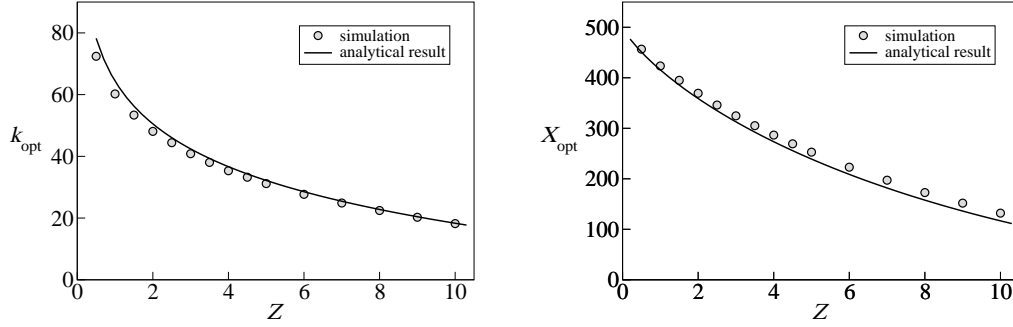 80
60
40
20
0
k_opt
simulation
analytical result
0 2 4 6 8 10
Z
500
400
300
200
100
0
X_opt
simulation
analytical result
0 2 4 6 8 10
Z